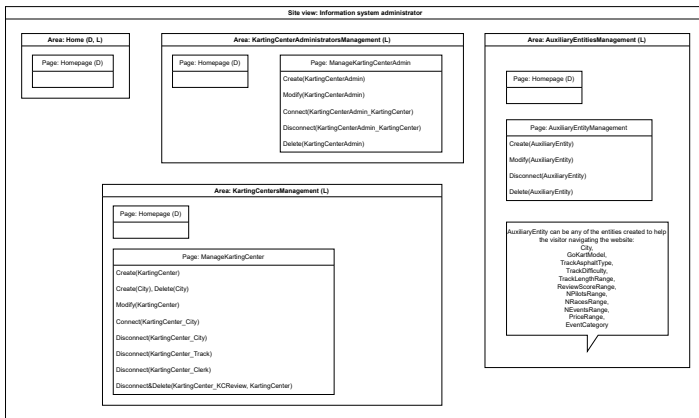 Site view: Information system administrator
Area: Home (D, L)
Page: Homepage (D)
Area: KartingCenterAdministratorsManagement (L)
Page: Homepage (D)
Page: ManageKartingCenterAdmin
Create(KartingCenterAdmin)
Modify(KartingCenterAdmin)
Connect(KartingCenterAdmin_KartingCenter)
Disconnect(KartingCenterAdmin_KartingCenter)
Delete(KartingCenterAdmin)
Area: AuxiliaryEntitiesManagement (L)
Page: Homepage (D)
Page: AuxiliaryEntityManagement
Create(AuxiliaryEntity)
Modify(AuxiliaryEntity)
Disconnect(AuxiliaryEntity)
Delete(AuxiliaryEntity)
AuxiliaryEntity can be any of the entities created to help
the visitor navigating the website:
City,
GoKartModel,
TrackAsphaltType,
TrackDifficulty,
TrackLengthRange,
ReviewScoreRange,
NPilotsRange,
NRacesRange,
NEventsRange,
PriceRange,
EventCategory
Area: KartingCentersManagement (L)
Page: Homepage (D)
Page: ManageKartingCenter
Create(KartingCenter)
Create(City), Delete(City)
Modify(KartingCenter)
Connect(KartingCenter_City)
Disconnect(KartingCenter_City)
Disconnect(KartingCenter_Track)
Disconnect(KartingCenter_Clerk)
Disconnect&Delete(KartingCenter_KCReview, KartingCenter)